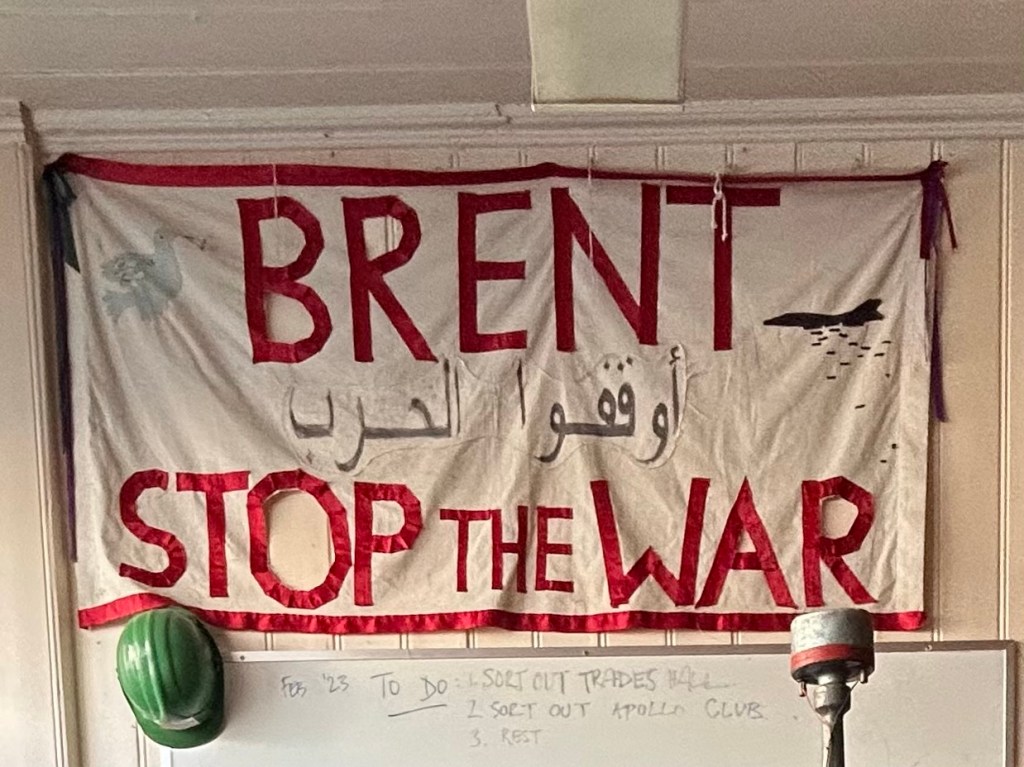 BRENT
أوقفوا الحرب
STOP THE WAR
FEB '23 TO DO: 1. SORT OUT TRADES HALL
2 SORT OUT APOLLO CLUB
3. REST